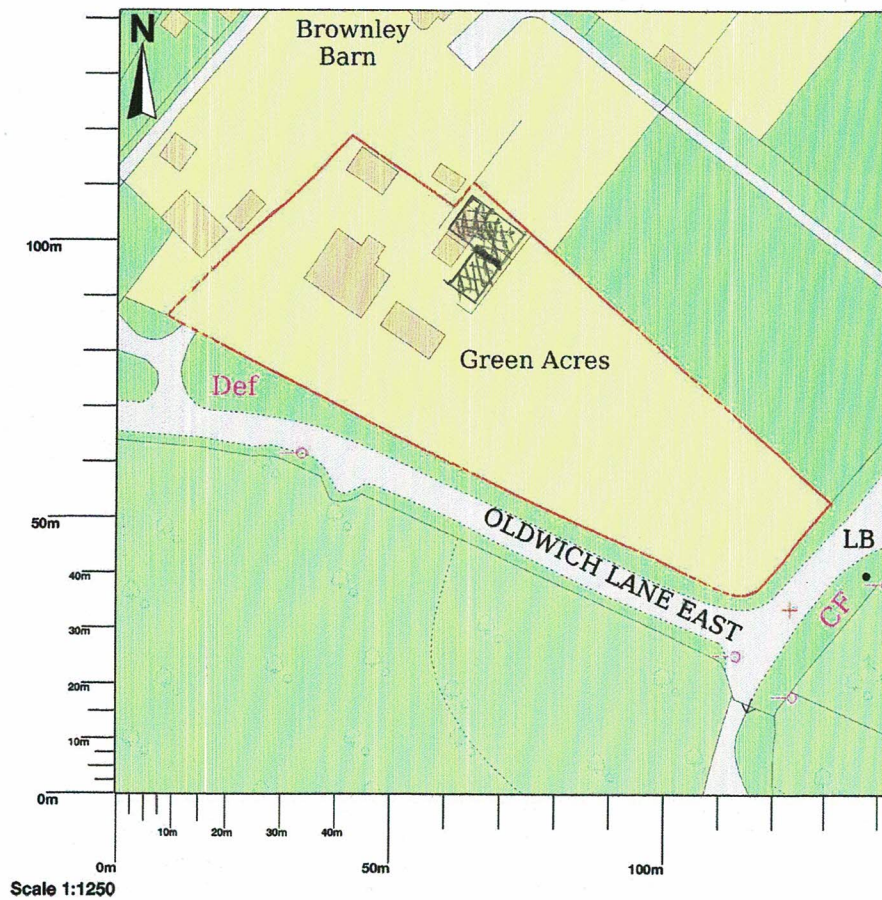 N
Brownley
Barn
100m
Green Acres
Def
50m
OLDWICH LANE EAST
LB
40m
CF
30m
20m
10m
0m
10m
20m
30m
40m
0m
50m
100m
Scale 1:1250